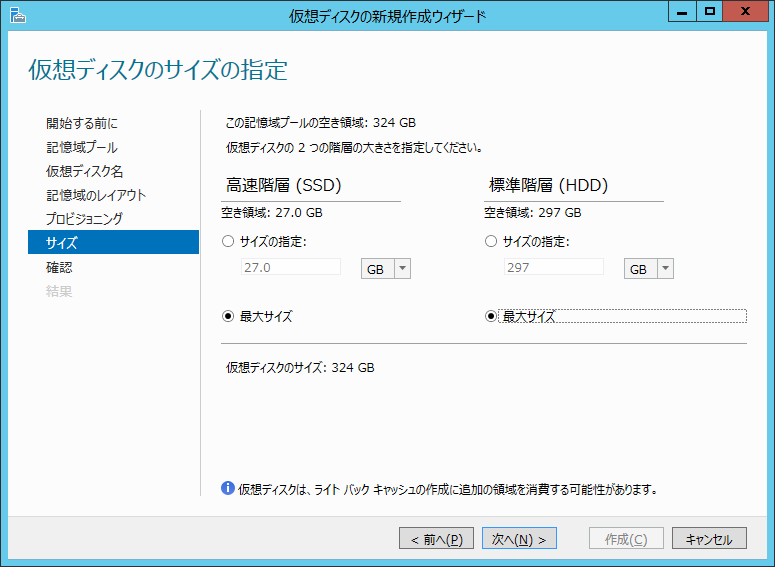 仮想ディスクの新規作成ウィザード
仮想ディスクのサイズの指定
開始する前に
記憶域プール
仮想ディスク名
記憶域のレイアウト
プロビジョニング
サイズ
確認
結果
この記憶域プールの空き領域: 324 GB
仮想ディスクの 2 つの階層の大きさを指定してください。
高速階層 (SSD)
空き領域: 27.0 GB
サイズの指定:
27.0 GB
最大サイズ
標準階層 (HDD)
空き領域: 297 GB
サイズの指定:
297 GB
最大サイズ
仮想ディスクのサイズ: 324 GB
仮想ディスクは、ライト バック キャッシュの作成に追加の領域を消費する可能性があります。
< 前へ(P) 次へ(N) > 作成(C) キャンセル